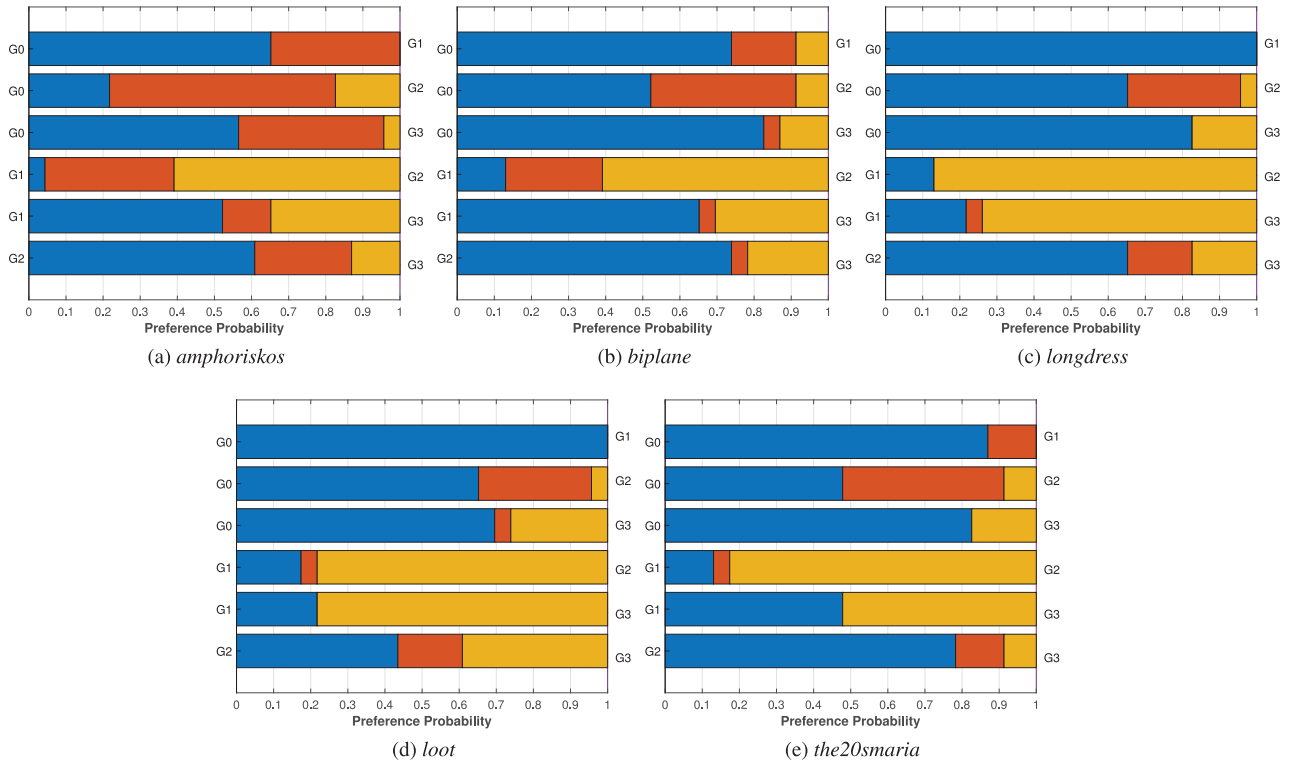 G0 G1
G0 G2
G0 G3
G1 G2
G1 G3
G2 G3
0 0.1 0.2 0.3 0.4 0.5 0.6 0.7 0.8 0.9 1
Preference Probability
(a) amphoriskos
G0 G1
G0 G2
G0 G3
G1 G2
G1 G3
G2 G3
0 0.1 0.2 0.3 0.4 0.5 0.6 0.7 0.8 0.9 1
Preference Probability
(b) biplane
G0 G1
G0 G2
G0 G3
G1 G2
G1 G3
G2 G3
0 0.1 0.2 0.3 0.4 0.5 0.6 0.7 0.8 0.9 1
Preference Probability
(c) longdress
G0 G1
G0 G2
G0 G3
G1 G2
G1 G3
G2 G3
0 0.1 0.2 0.3 0.4 0.5 0.6 0.7 0.8 0.9 1
Preference Probability
(d) loot
G0 G1
G0 G2
G0 G3
G1 G2
G1 G3
G2 G3
0 0.1 0.2 0.3 0.4 0.5 0.6 0.7 0.8 0.9 1
Preference Probability
(e) the20smaria